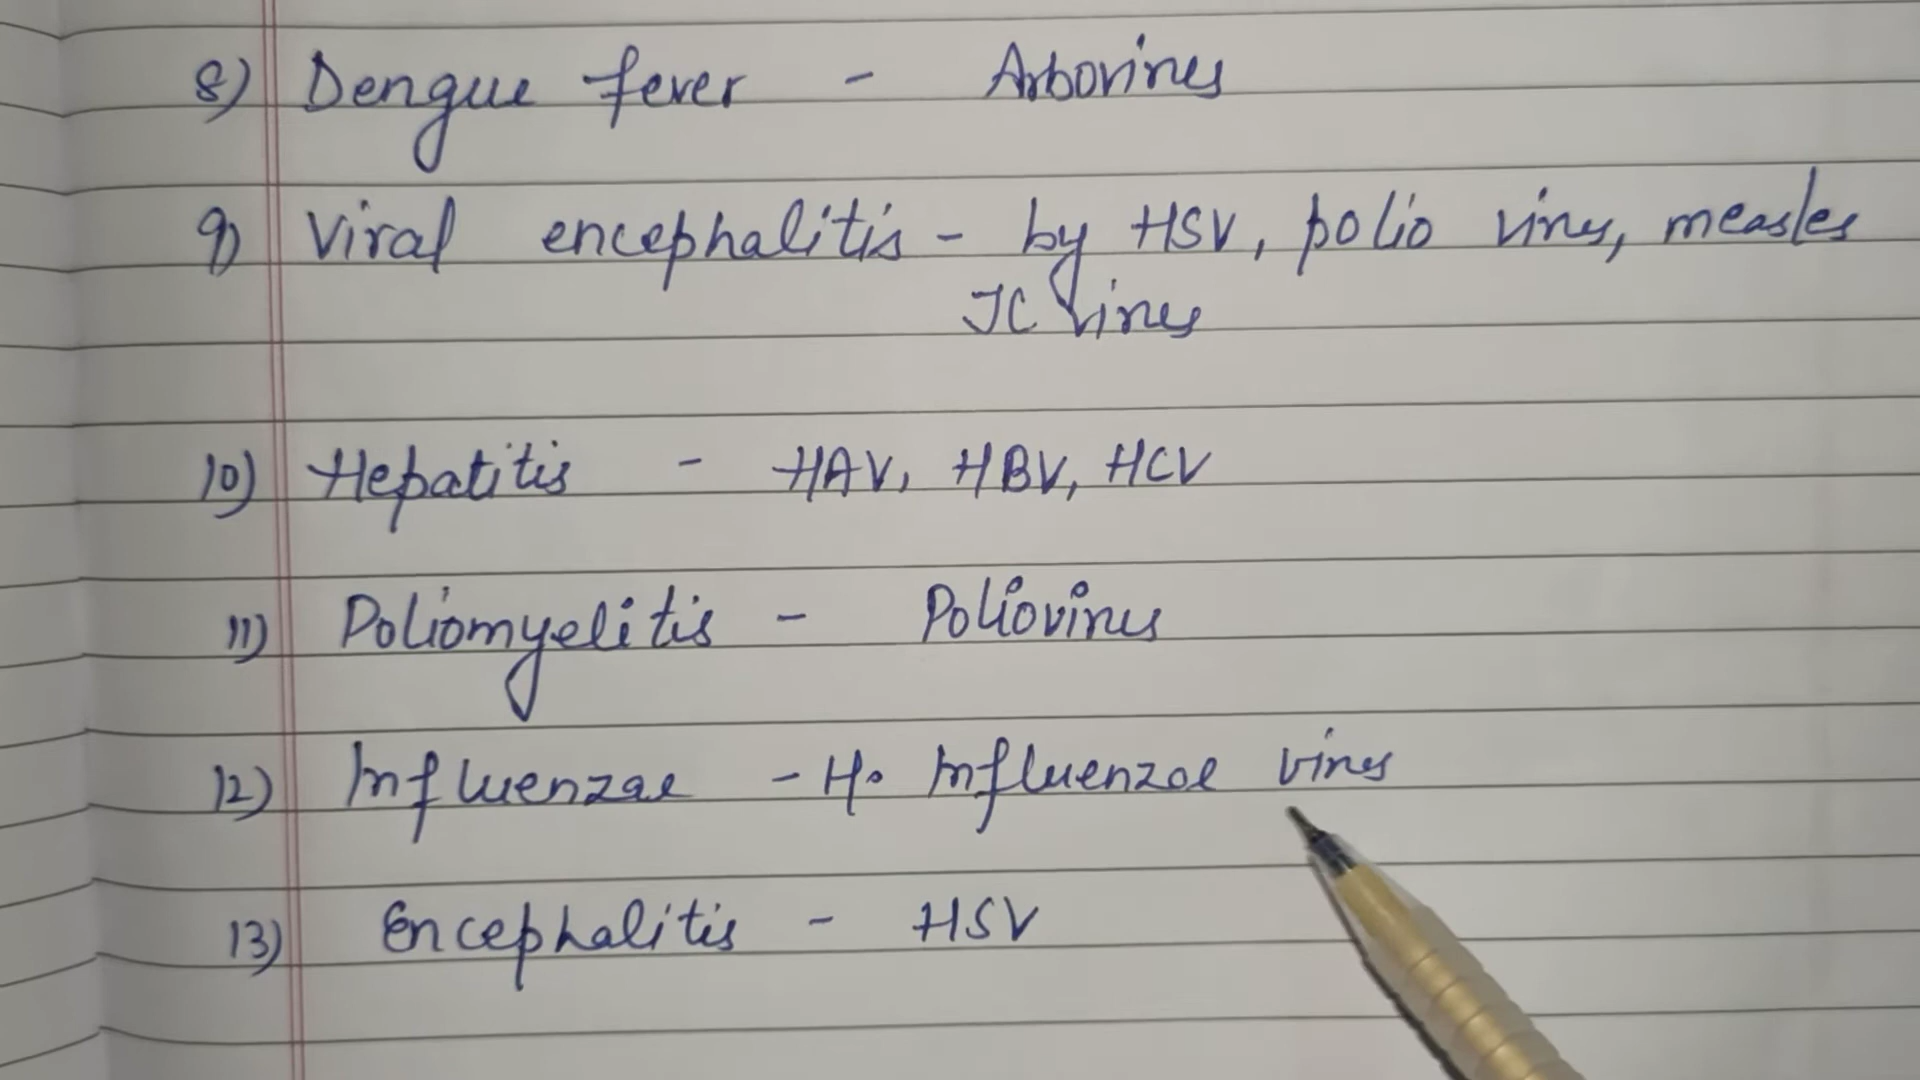 8) Dengue fever - Arbovirus
9) Viral encephalitis - by HSV, polio virus, measles
JC Virus
10) Hepatitis - HAV, HBV, HCV
11) Poliomyelitis - Poliovirus
12) Influenzae - H. Influenzae virus
13) Encephalitis - HSV